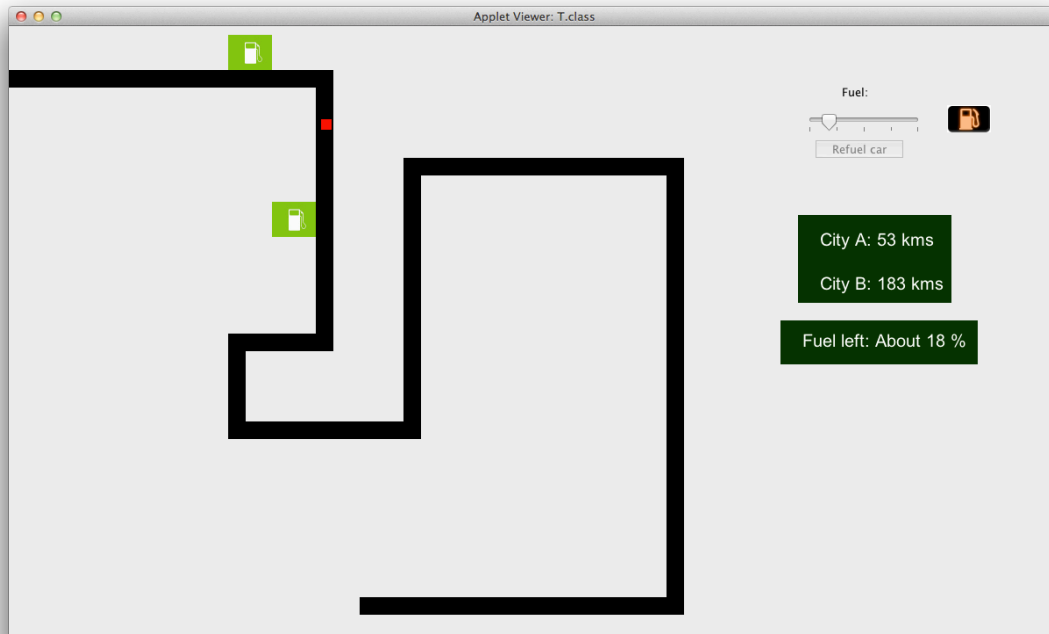 Applet Viewer: T.class
Fuel:
Refuel car
City A: 53 kms
City B: 183 kms
Fuel left: About 18 %